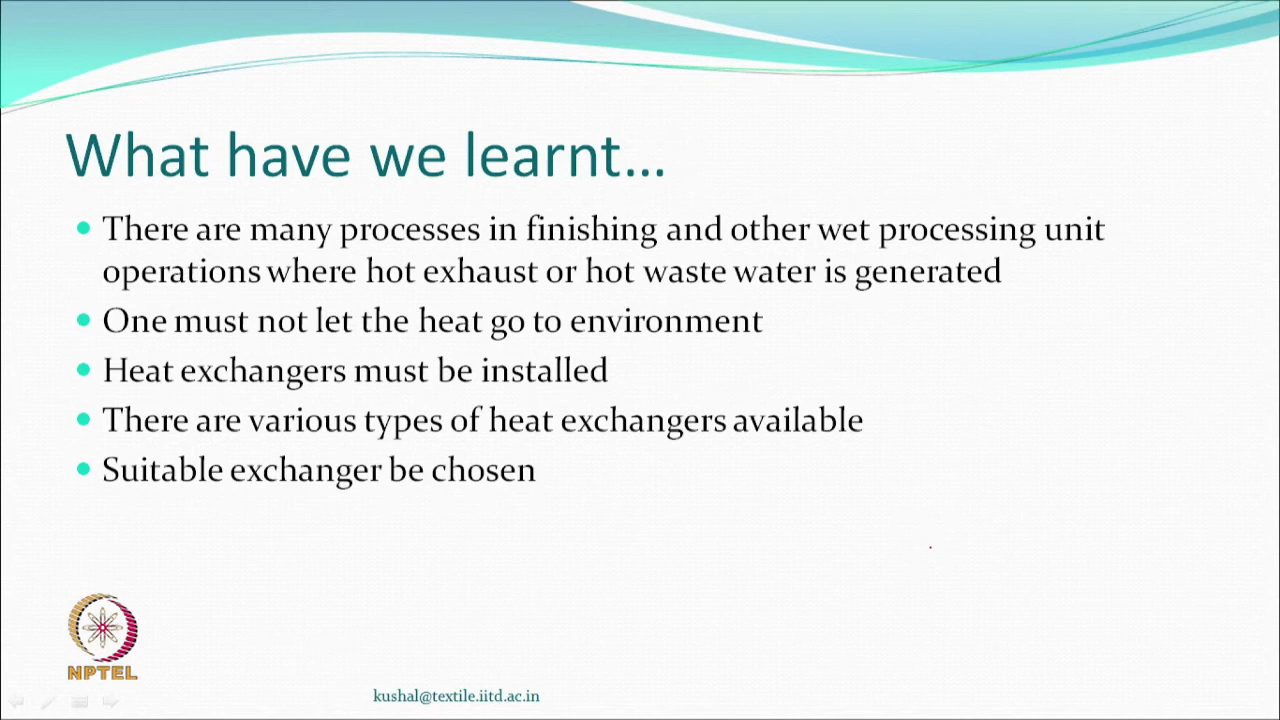 What have we learnt...
There are many processes in finishing and other wet processing unit
operations where hot exhaust or hot waste water is generated
One must not let the heat go to environment
Heat exchangers must be installed
There are various types of heat exchangers available
Suitable exchanger be chosen
NPTEL
kushal@textile.iitd.ac.in